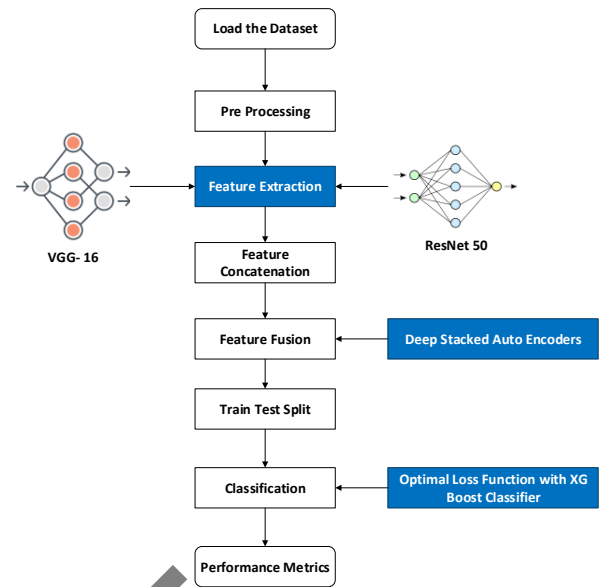 Load the Dataset
Pre Processing
Feature Extraction
VGG- 16
ResNet 50
Feature
Concatenation
Feature Fusion
Deep Stacked Auto Encoders
Train Test Split
Classification
Optimal Loss Function with XG
Boost Classifier
Performance Metrics